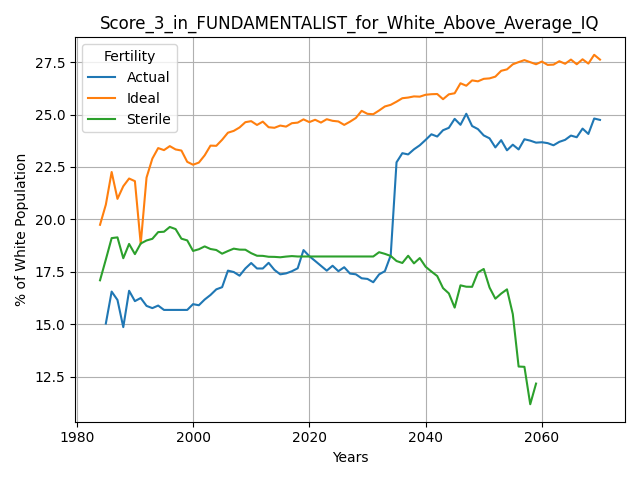 Score_3_in_FUNDAMENTALIST_for_White_Above_Average_IQ
Fertility
Actual
Ideal
Sterile
% of White Population
27.5
25.0
22.5
20.0
17.5
15.0
12.5
1980
2000
2020
2040
2060
Years